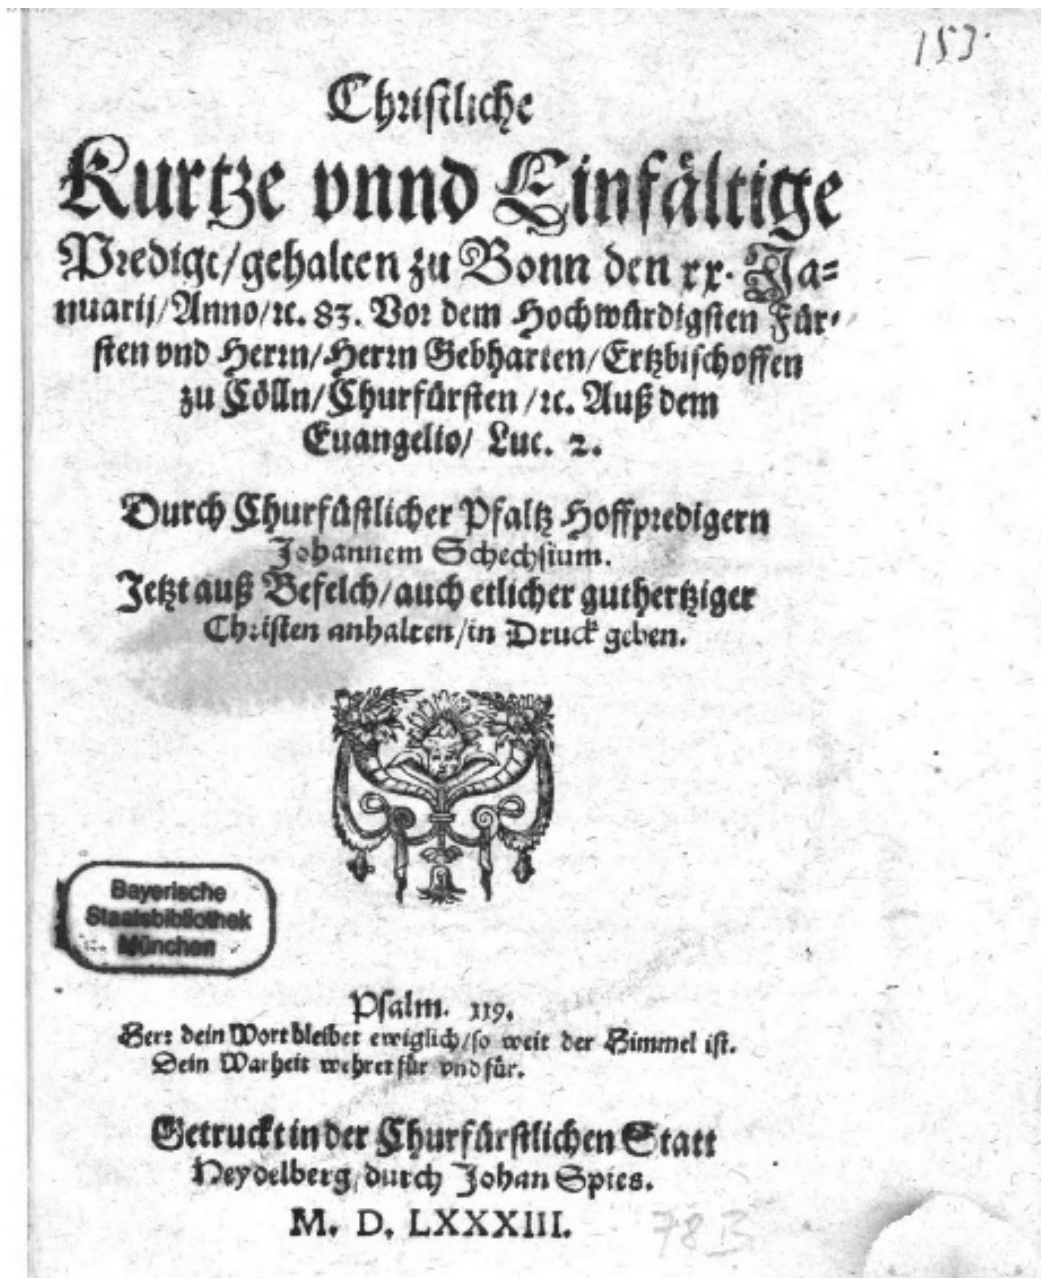 153.
Christliche
Kurtze vnnd Einfältige
Predigt/gehalten zu Bonn den xx. Ja-
nuarij/Anno/ꝛc. 83. Vor dem Hochwürdigsten Für-
sten vnd Herrn/Herrn Gebharten/Ertzbischoffen
zu Cölln/Churfürsten/ꝛc. Auß dem
Euangelio/ Luc. 2.
Durch Churfüstlicher Pfaltz Hoffpredigern
Johannem Schechsium.
Jetzt auß Befelch/auch etlicher guthertziger
Christen anhalten/in Druck geben.
Bayerische
Staatsbibliothek
München
Psalm. 119.
Herr dein Wort bleibet ewiglich/so weit der Himmel ist.
Dein Warheit wehret für vnd für.
Getruckt in der Churfürstlichen Statt
Heydelberg/durch Johan Spies.
M. D. LXXXIII.
78 B